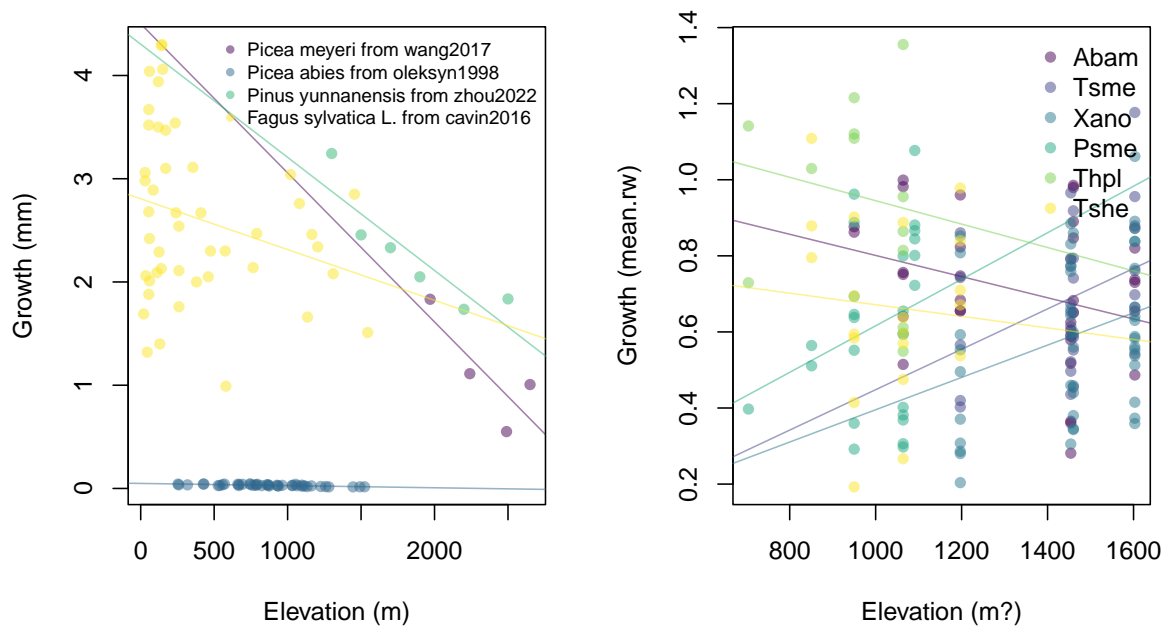 Picea meyeri from wang2017
Picea abies from oleksyn1998
Pinus yunnanensis from zhou2022
Fagus sylvatica L. from cavin2016
Growth (mm)
4
3
2
1
0
0
500
1000
2000
Elevation (m)
Abam
Tsme
Xano
Psme
Thpl
Tshe
Growth (mean.rw)
1.4
1.2
1.0
0.8
0.6
0.4
0.2
800
1000
1200
1400
1600
Elevation (m?)